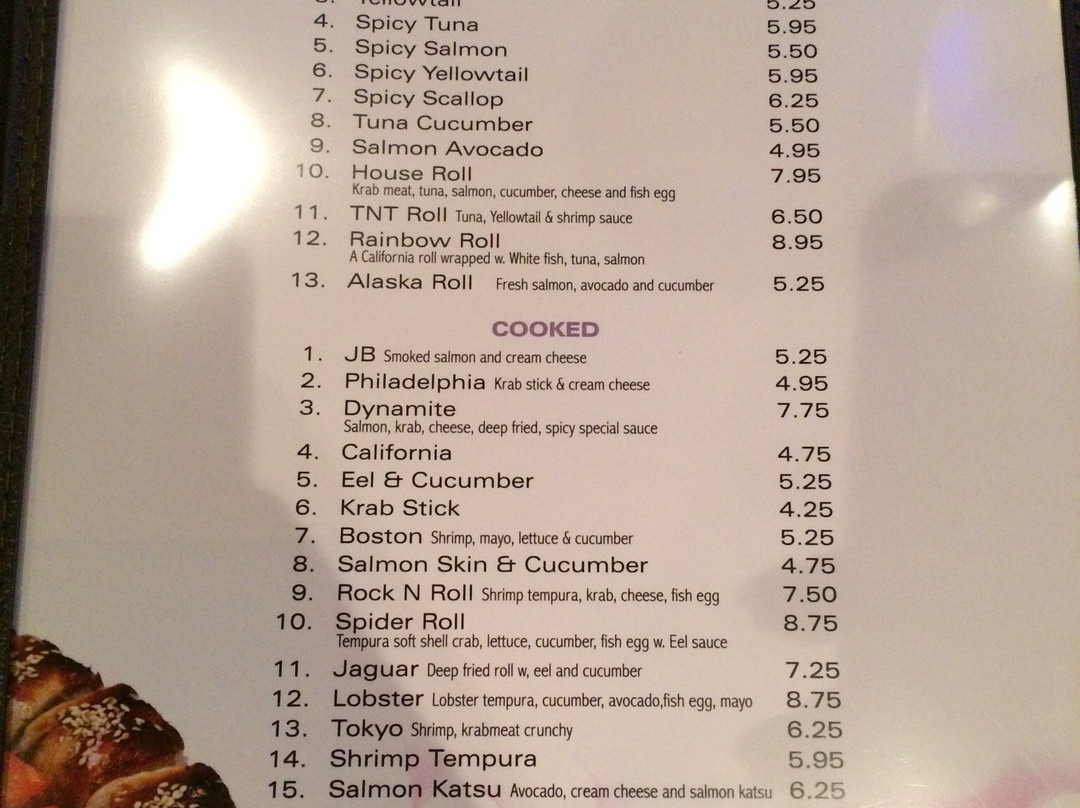 3. Yellowtail 5.25
4. Spicy Tuna 5.95
5. Spicy Salmon 5.50
6. Spicy Yellowtail 5.95
7. Spicy Scallop 6.25
8. Tuna Cucumber 5.50
9. Salmon Avocado 4.95
10. House Roll 7.95
Krab meat, tuna, salmon, cucumber, cheese and fish egg
11. TNT Roll Tuna, Yellowtail & shrimp sauce 6.50
12. Rainbow Roll 8.95
A California roll wrapped w. White fish, tuna, salmon
13. Alaska Roll Fresh salmon, avocado and cucumber 5.25
COOKED
1. JB Smoked salmon and cream cheese 5.25
2. Philadelphia Krab stick & cream cheese 4.95
3. Dynamite 7.75
Salmon, krab, cheese, deep fried, spicy special sauce
4. California 4.75
5. Eel & Cucumber 5.25
6. Krab Stick 4.25
7. Boston Shrimp, mayo, lettuce & cucumber 5.25
8. Salmon Skin & Cucumber 4.75
9. Rock N Roll Shrimp tempura, krab, cheese, fish egg 7.50
10. Spider Roll 8.75
Tempura soft shell crab, lettuce, cucumber, fish egg w. Eel sauce
11. Jaguar Deep fried roll w, eel and cucumber 7.25
12. Lobster Lobster tempura, cucumber, avocado,fish egg, mayo 8.75
13. Tokyo Shrimp, krabmeat crunchy 6.25
14. Shrimp Tempura 5.95
15. Salmon Katsu Avocado, cream cheese and salmon katsu 6.25